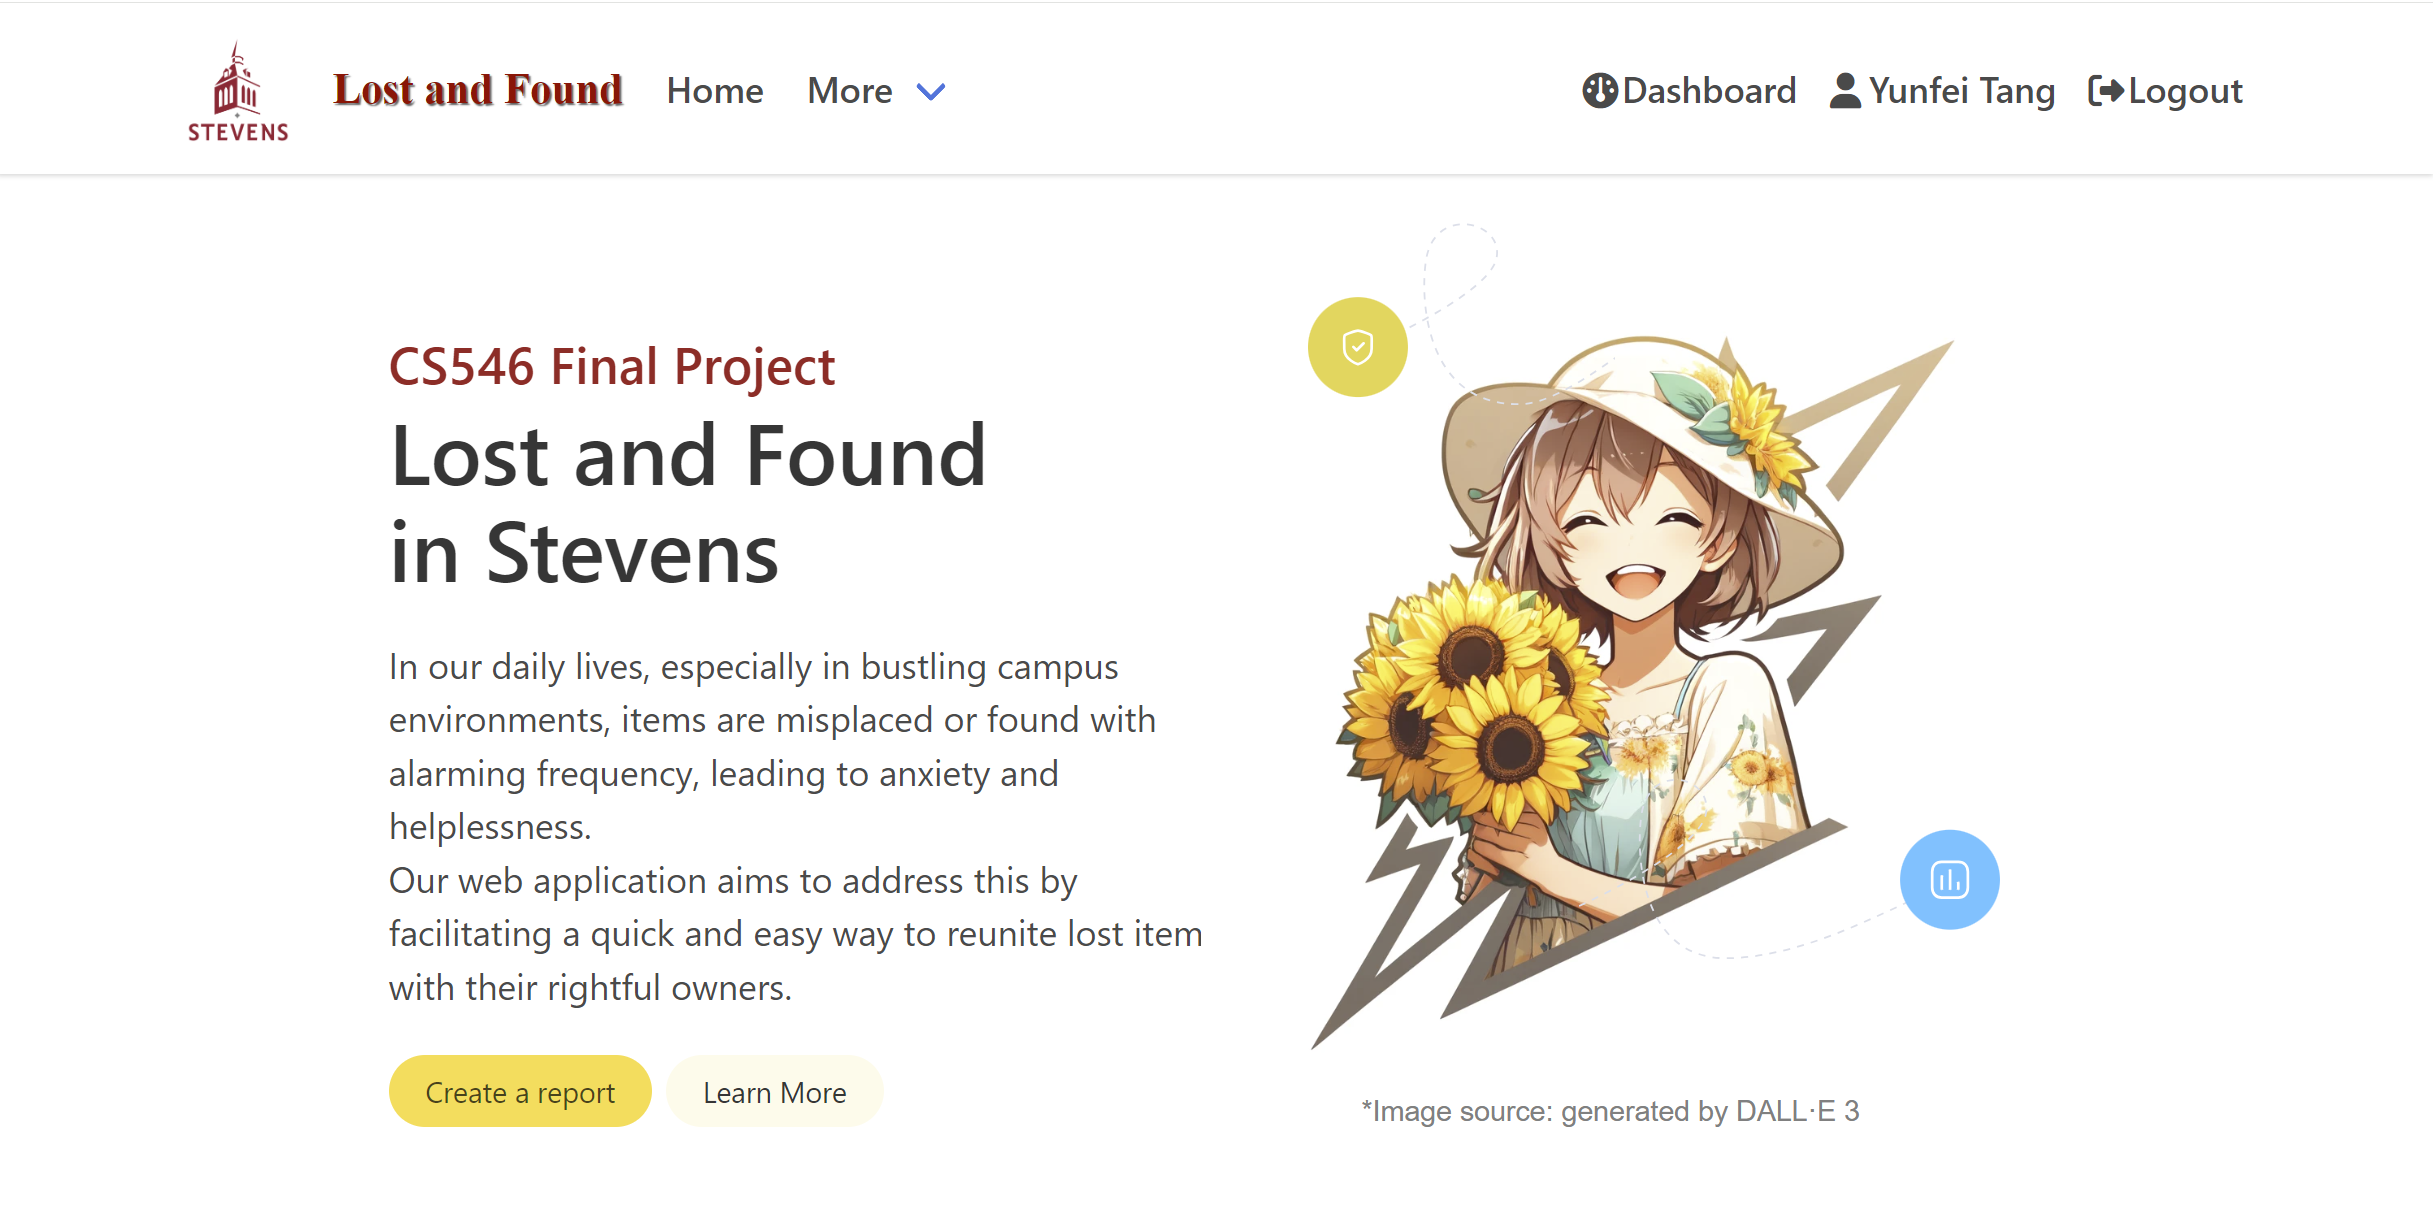 STEVENS
Lost and Found
Home
More
Dashboard
Yunfei Tang
Logout
CS546 Final Project
Lost and Found
in Stevens
In our daily lives, especially in bustling campus
environments, items are misplaced or found with
alarming frequency, leading to anxiety and
helplessness.
Our web application aims to address this by
facilitating a quick and easy way to reunite lost item
with their rightful owners.
Create a report
Learn More
*Image source: generated by DALL·E 3